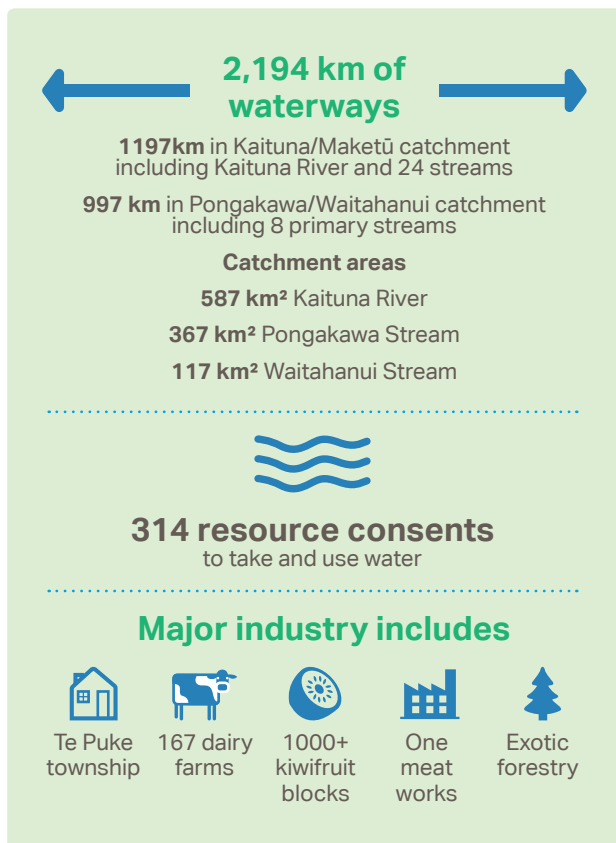 2,194 km of
waterways
1197km in Kaituna/Maketū catchment
including Kaituna River and 24 streams
997 km in Pongakawa/Waitahanui catchment
including 8 primary streams
Catchment areas
587 km² Kaituna River
367 km² Pongakawa Stream
117 km² Waitahanui Stream
314 resource consents
to take and use water
Major industry includes
Te Puke
township
167 dairy
farms
1000+
kiwifruit
blocks
One
meat
works
Exotic
forestry